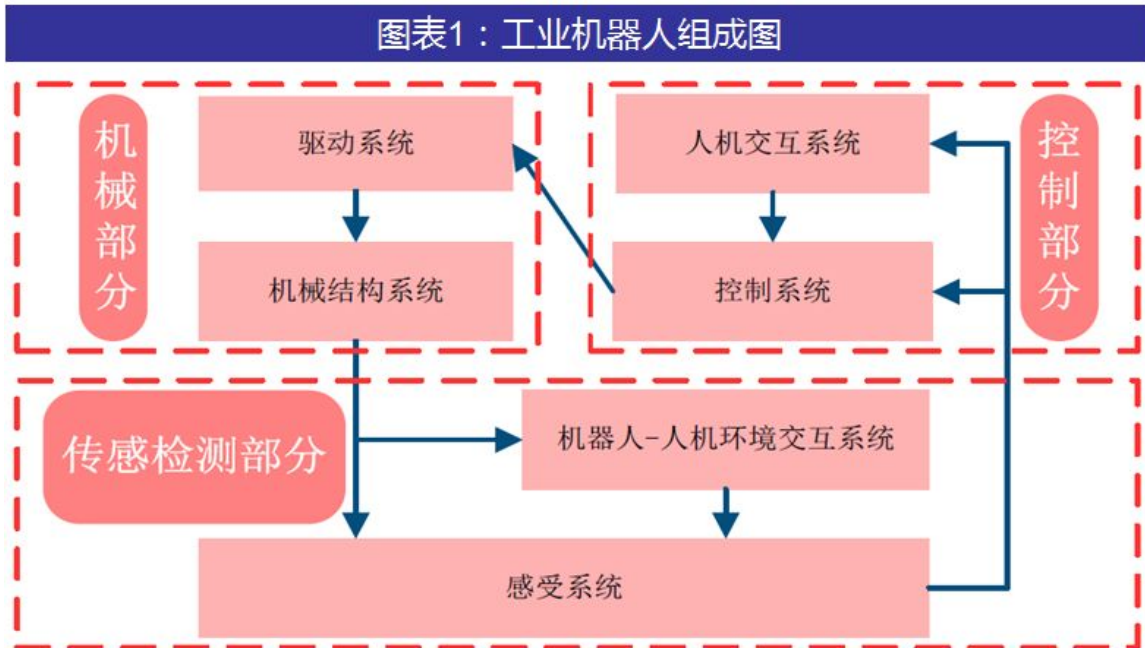 图表1：工业机器人组成图
机械部分
驱动系统
机械结构系统
人机交互系统
控制系统
控制部分
传感检测部分
机器人-人机环境交互系统
感受系统